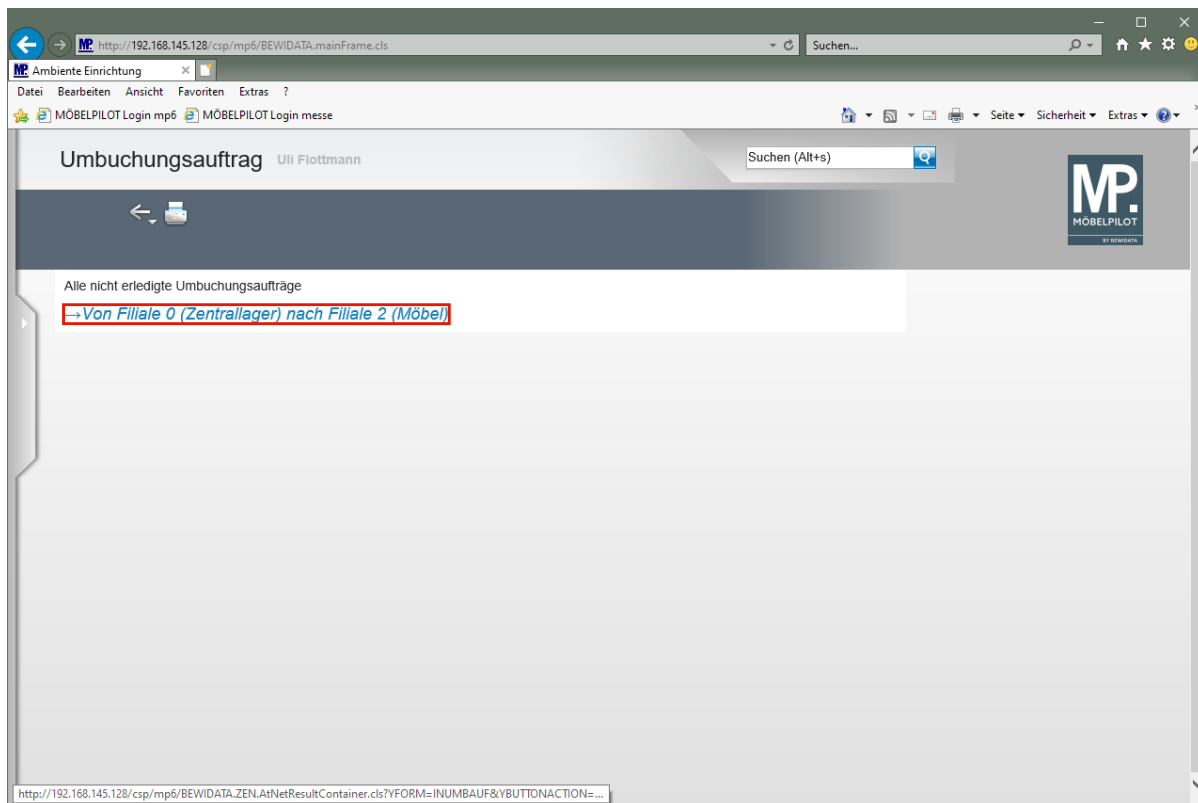 http://192.168.145.128/csp/mp6/BEWIDATA.mainFrame.cls
Suchen...
MP. Ambiente Einrichtung
Datei Bearbeiten Ansicht Favoriten Extras ?
MÖBELPILOT Login mp6 MÖBELPILOT Login messe
Seite Sicherheit Extras
Umbuchungsauftrag Uli Flottmann
Suchen (Alt+s)
MP.
MÖBELPILOT
BY BEWIDATA
Alle nicht erledigte Umbuchungsaufträge
→Von Filiale 0 (Zentrallager) nach Filiale 2 (Möbel)
http://192.168.145.128/csp/mp6/BEWIDATA.ZEN.AtNetResultContainer.cls?YFORM=INUMBAUF&YBUTTONACTION=...